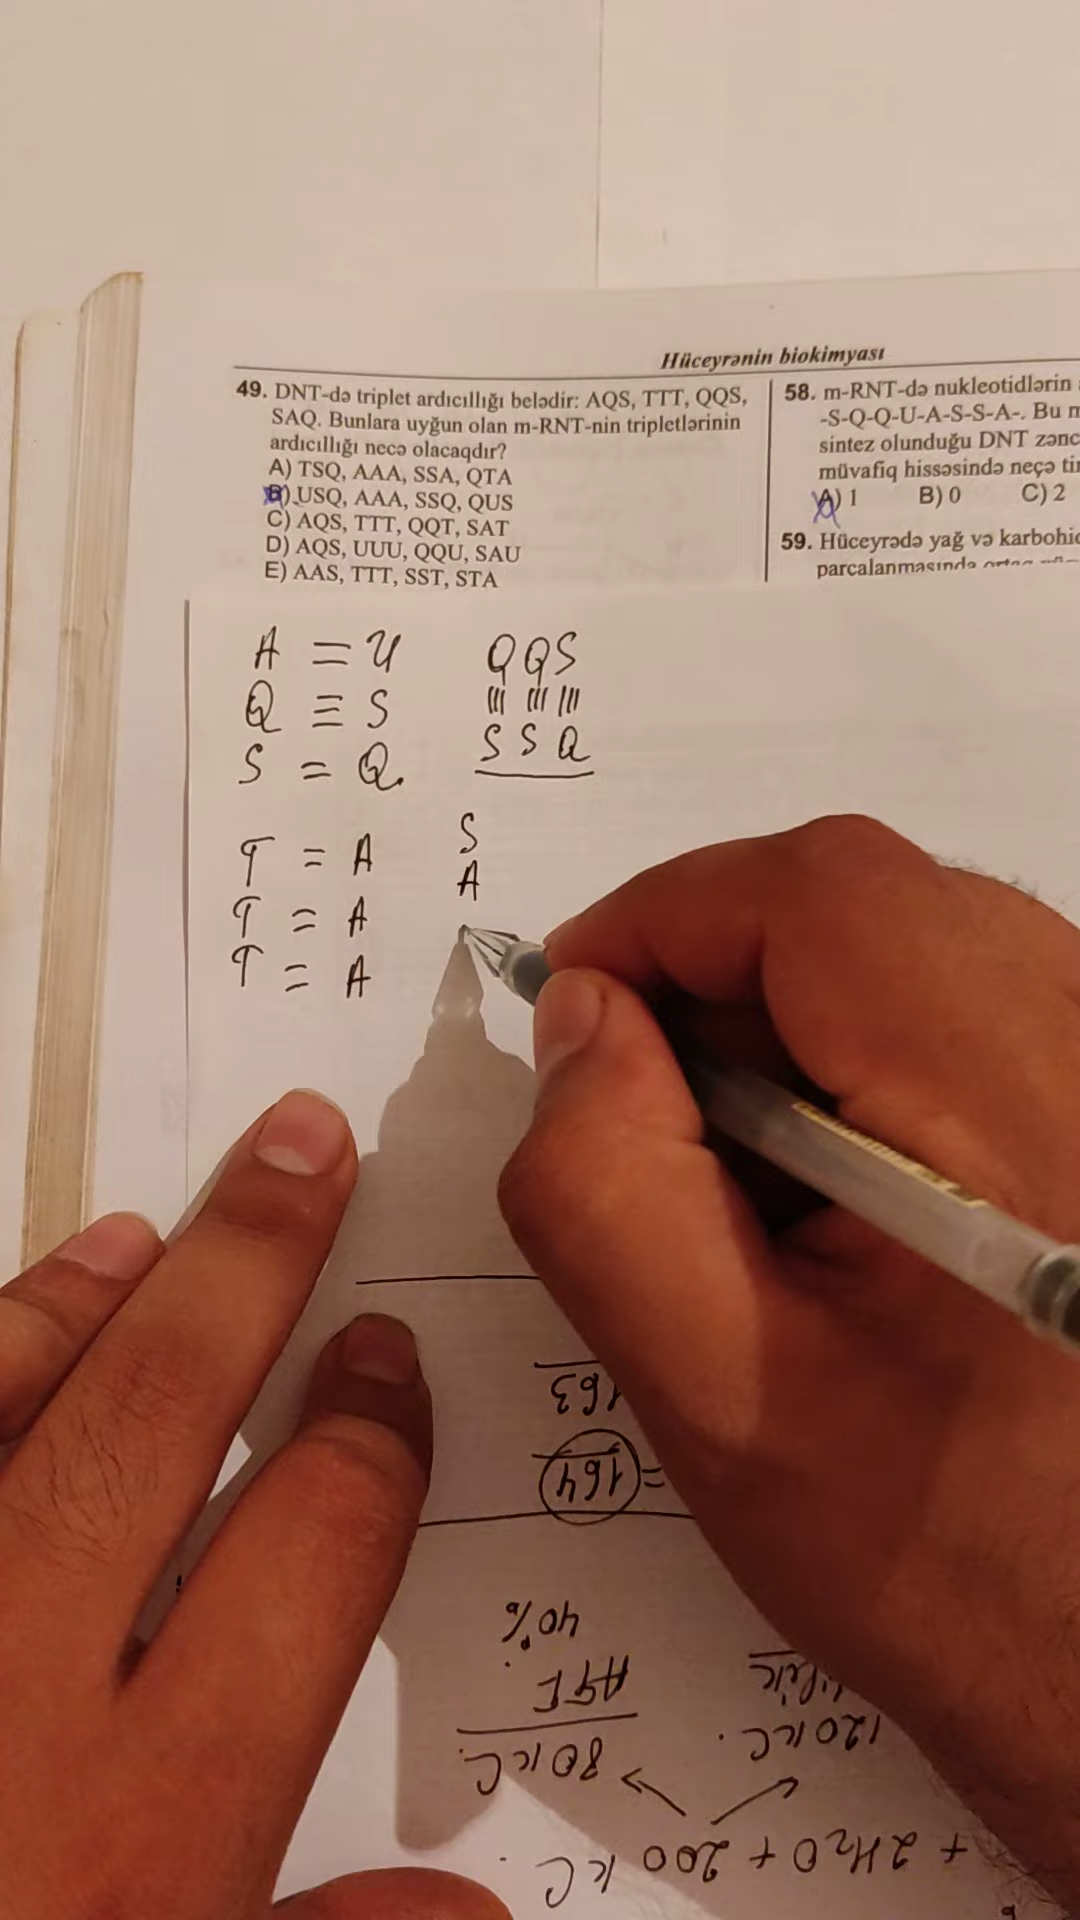 Hüceyrənin biokimyası
49. DNT-də triplet ardıcıllığı belədir: AQS, TTT, QQS,
SAQ. Bunlara uyğun olan m-RNT-nin tripletlərinin
ardıcıllığı necə olacaqdır?
A) TSQ, AAA, SSA, QTA
B) USQ, AAA, SSQ, QUS
C) AQS, TTT, QQT, SAT
D) AQS, UUU, QQU, SAU
E) AAS, TTT, SST, STA
58. m-RNT-də nukleotidlərin
-S-Q-Q-U-A-S-S-A-. Bu
sintez olunduğu DNT
müvafiq hissəsində neçə
A) 1 B) 0 C) 2
59. Hüceyrədə yağ və
parçalanmasında
A = U
Q ≡ S
S = Q.
T = A
T = A
T = A
QQS
||| ||| |||
SSQ
S
A
163
= 164
40%
ATF
80 kC.
120 kC.
+ 2H2O + 200 kC.